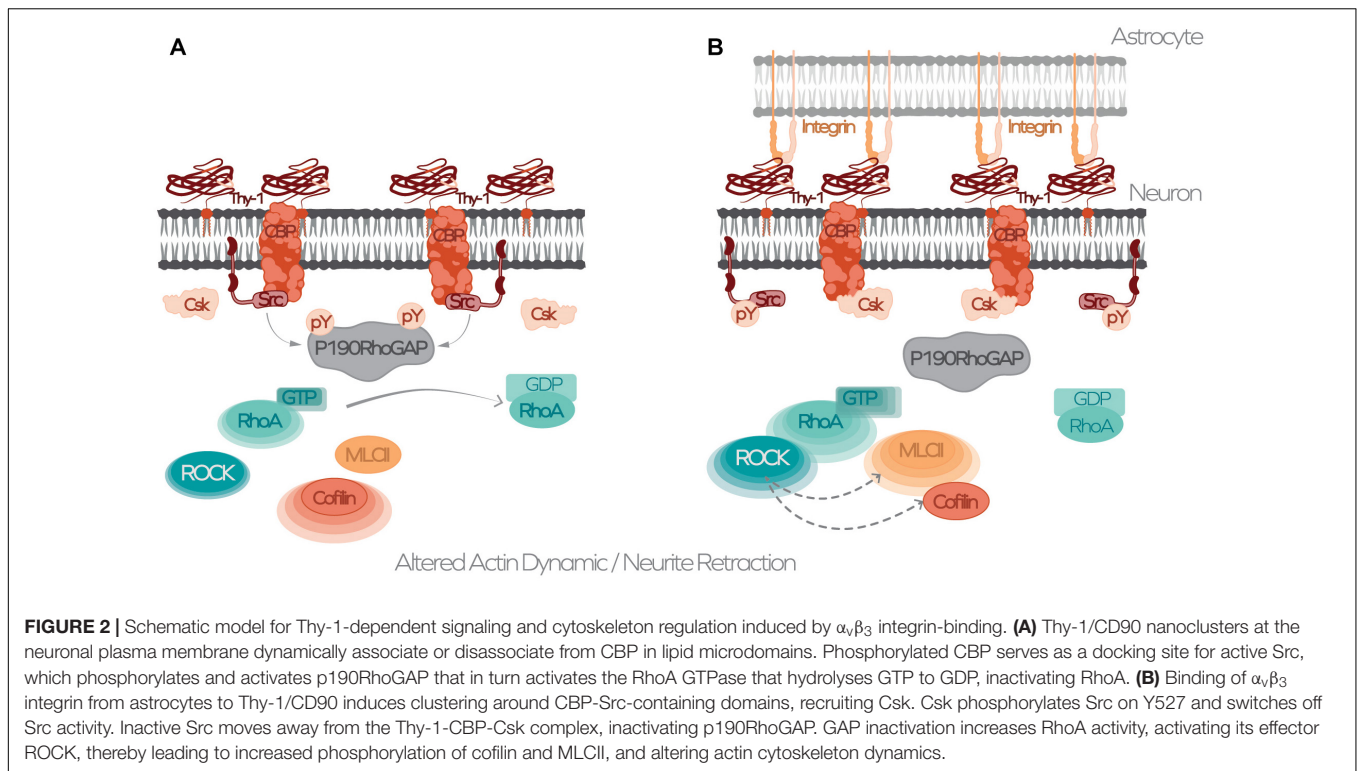 A
B
Astrocyte
Integrin
Integrin
Neuron
Thy-1
Thy-1
Thy-1
Thy-1
CBP
CBP
CBP
CBP
Csk
Src
Src
Csk
Src
pY
Csk
Csk
Src
pY
pY
pY
P190RhoGAP
P190RhoGAP
GTP
RhoA
GDP
RhoA
GTP
RhoA
GDP
RhoA
ROCK
MLCII
Cofilin
ROCK
MLCII
Cofilin
Altered Actin Dynamic / Neurite Retraction
FIGURE 2 | Schematic model for Thy-1-dependent signaling and cytoskeleton regulation induced by αvβ3 integrin-binding. (A) Thy-1/CD90 nanoclusters at the
neuronal plasma membrane dynamically associate or disassociate from CBP in lipid microdomains. Phosphorylated CBP serves as a docking site for active Src,
which phosphorylates and activates p190RhoGAP that in turn activates the RhoA GTPase that hydrolyses GTP to GDP, inactivating RhoA. (B) Binding of αvβ3
integrin from astrocytes to Thy-1/CD90 induces clustering around CBP-Src-containing domains, recruiting Csk. Csk phosphorylates Src on Y527 and switches off
Src activity. Inactive Src moves away from the Thy-1-CBP-Csk complex, inactivating p190RhoGAP. GAP inactivation increases RhoA activity, activating its effector
ROCK, thereby leading to increased phosphorylation of cofilin and MLCII, and altering actin cytoskeleton dynamics.